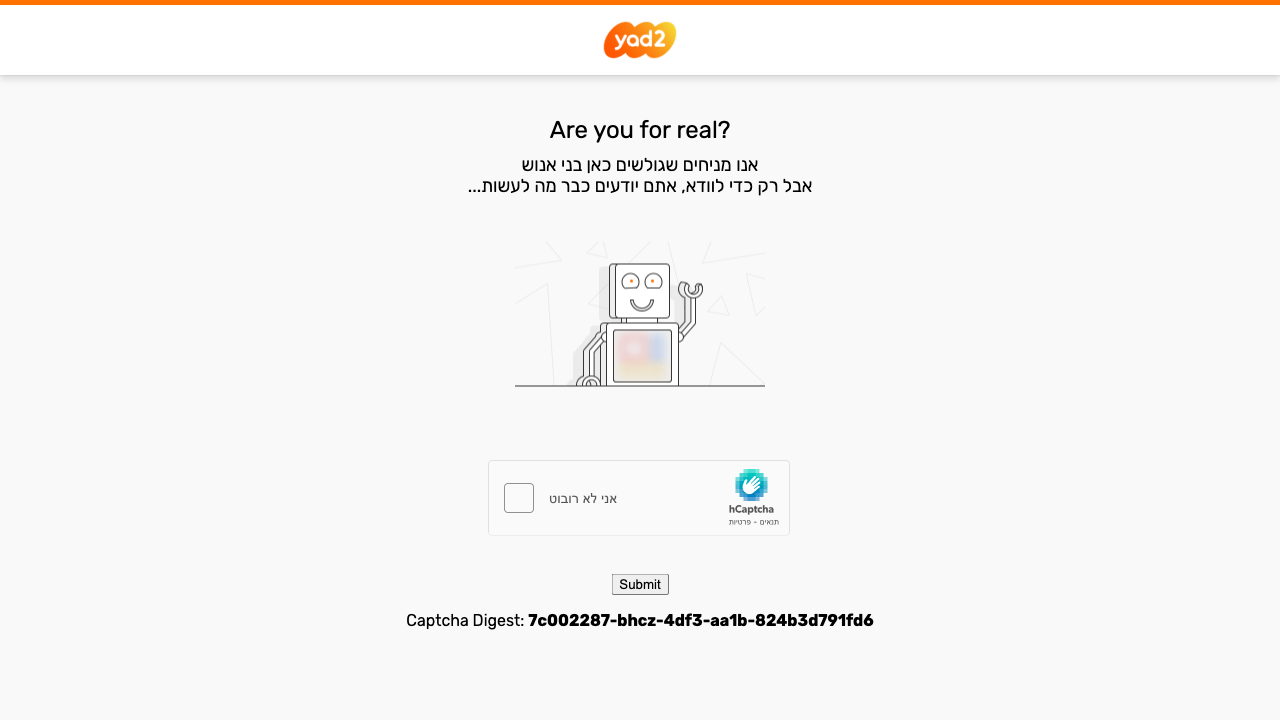 yad2
Are you for real?
אנו מניחים שגולשים כאן בני אנוש
אבל רק כדי לוודא, אתם יודעים כבר מה לעשות...
אני לא רובוט
hCaptcha
תנאים - פרטיות
Submit
Captcha Digest: 7c002287-bhcz-4df3-aa1b-824b3d791fd6